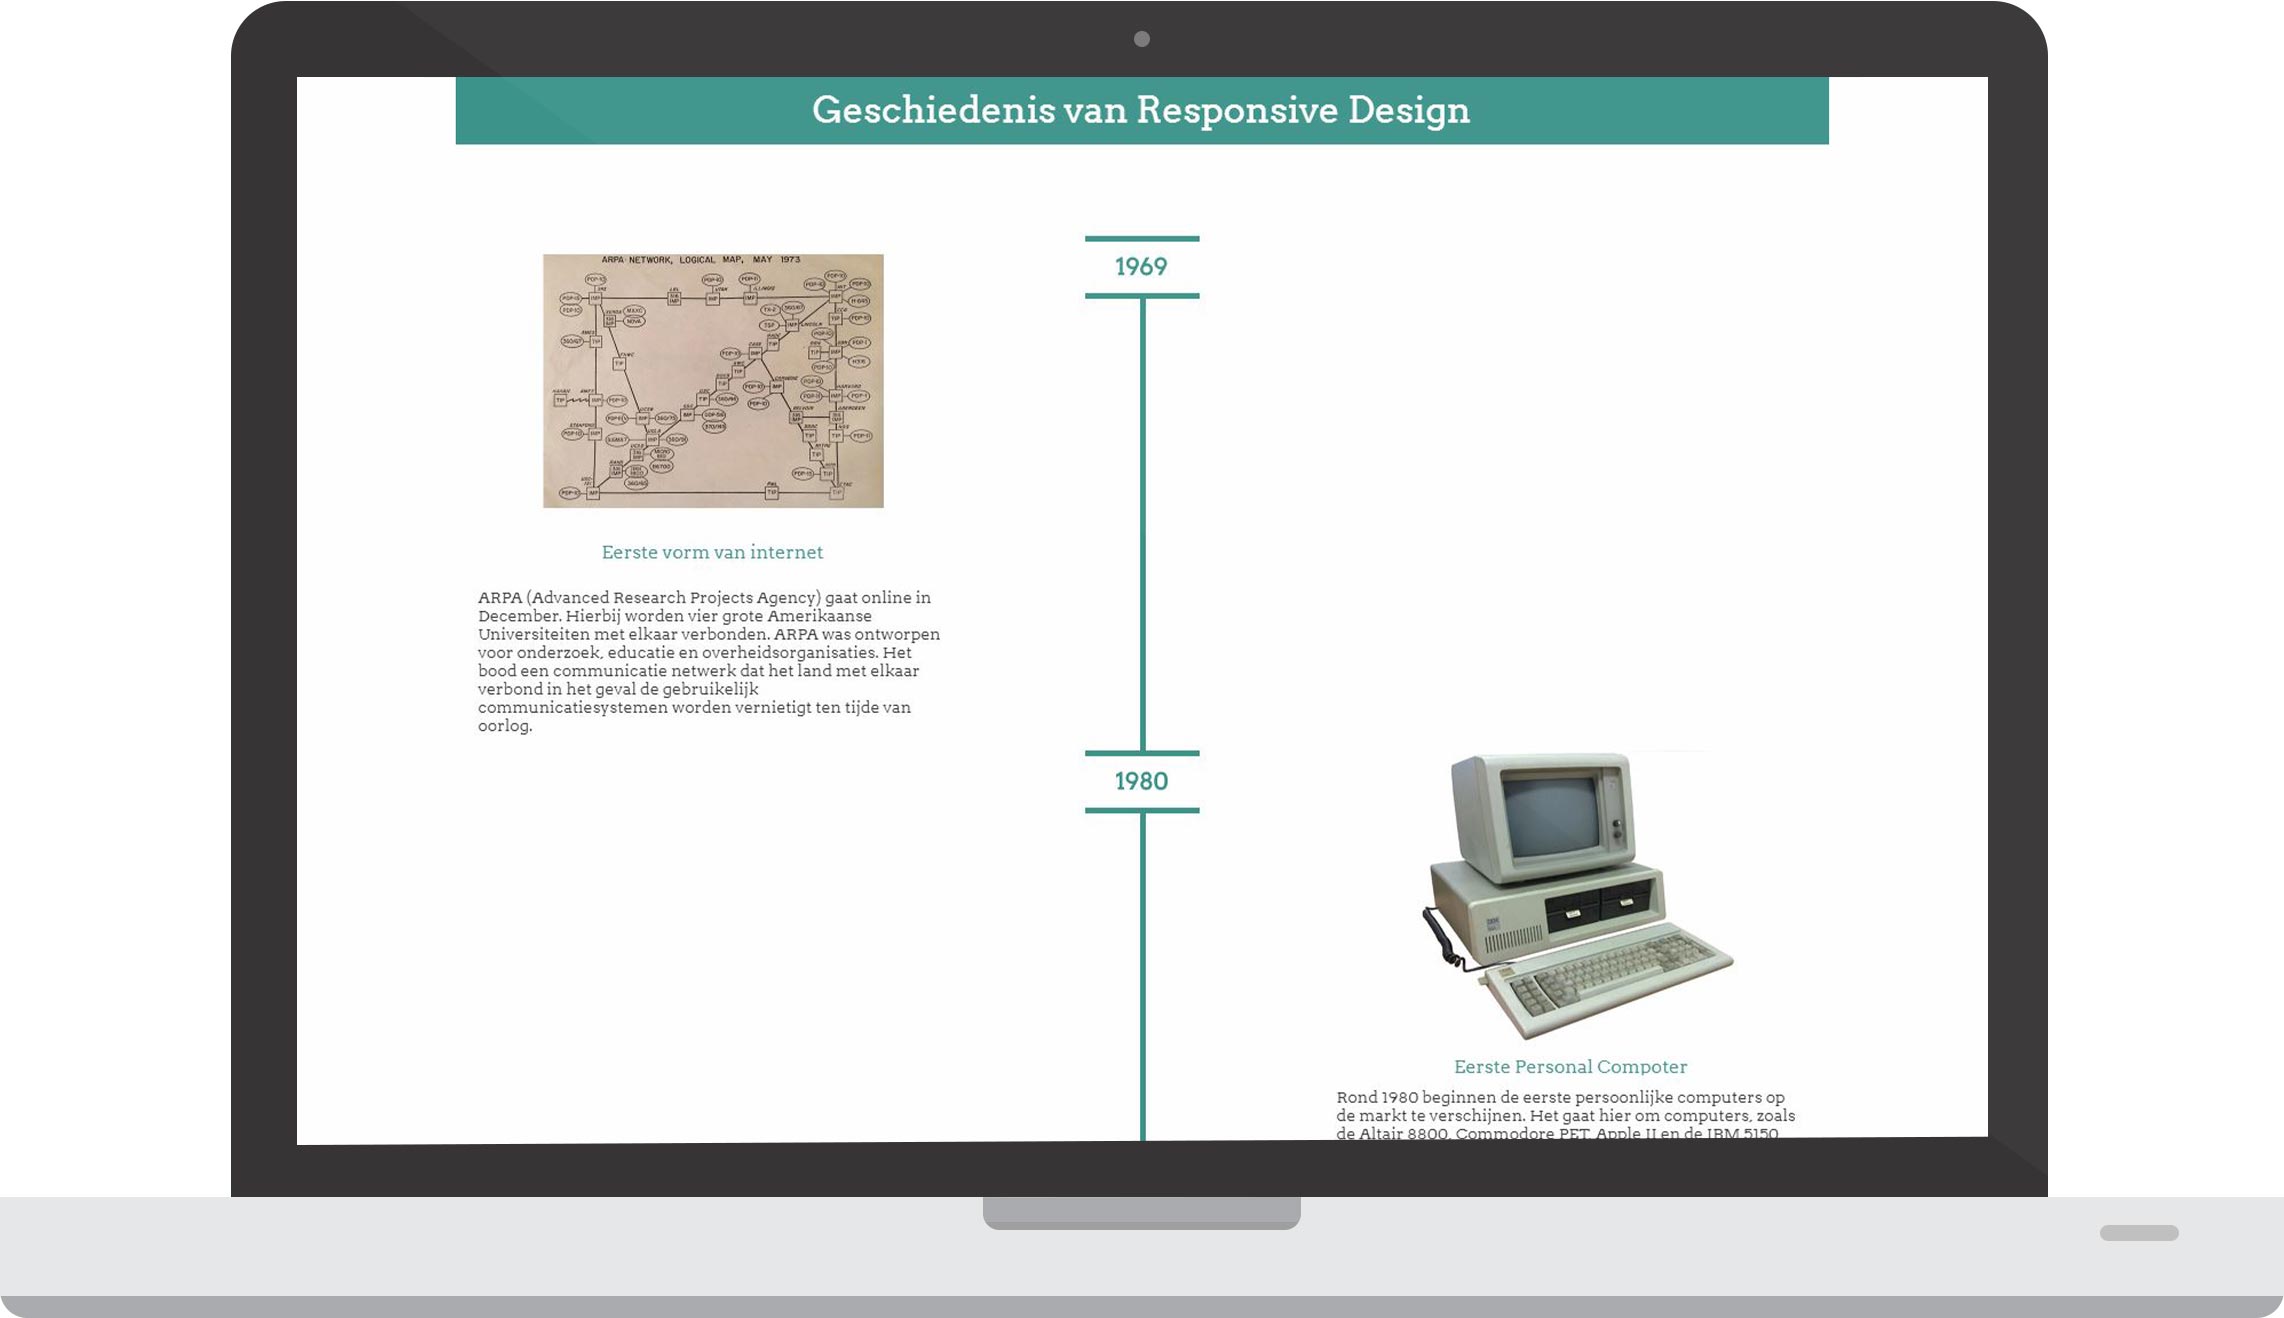 Geschiedenis van Responsive Design
1969
ARPA NETWORK, LOGICAL MAP, MAY 1973
Eerste vorm van internet
ARPA (Advanced Research Projects Agency) gaat online in
December. Hierbij worden vier grote Amerikaanse
Universiteiten met elkaar verbonden. ARPA was ontworpen
voor onderzoek, educatie en overheidsorganisaties. Het
bood een communicatie netwerk dat het land met elkaar
verbond in het geval de gebruikelijk
communicatiesystemen worden vernietigt ten tijde van
oorlog.
1980
Eerste Personal Compoter
Rond 1980 beginnen de eerste persoonlijke computers op
de markt te verschijnen. Het gaat hier om computers, zoals
de Altair 8800, Commodore PET, Apple II en de IBM 5150